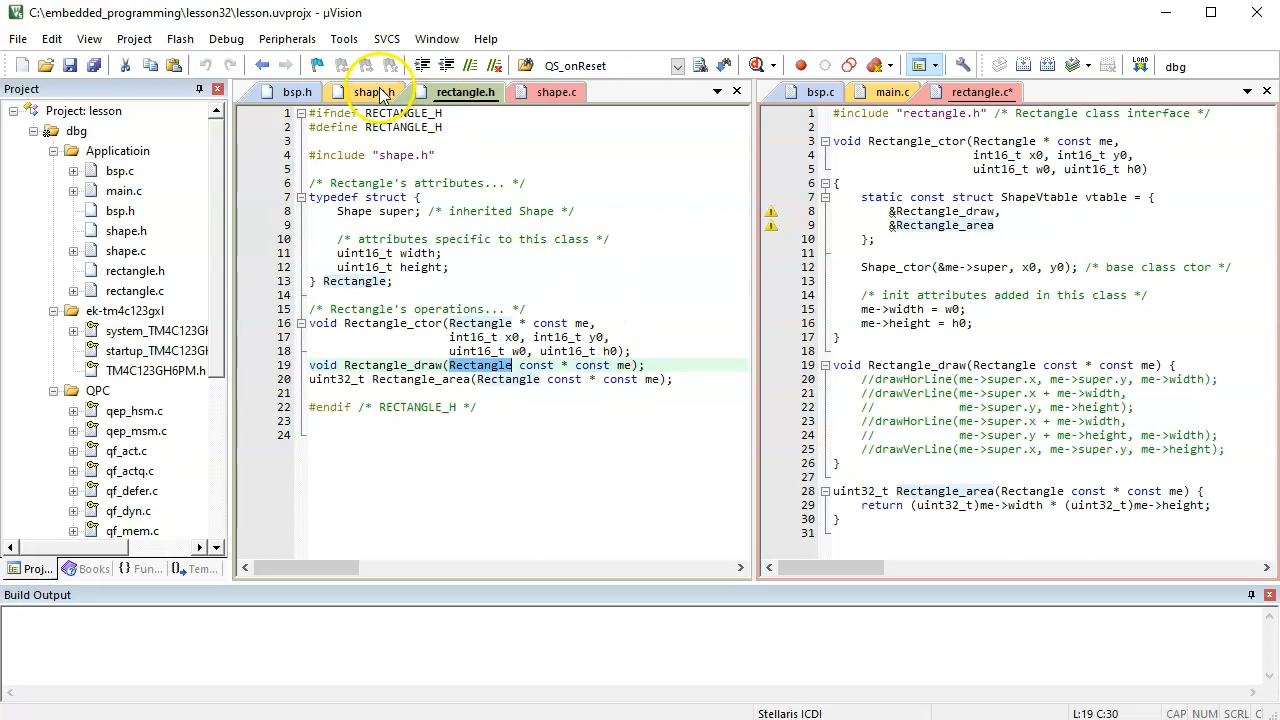 C:\embedded_programming\lesson32\lesson.uvprojx - µVision
File Edit View Project Flash Debug Peripherals Tools SVCS Window Help
QS_onReset
dbg
Project
Project: lesson
dbg
Applicatioin
bsp.c
main.c
bsp.h
shape.h
shape.c
rectangle.h
rectangle.c
ek-tm4c123gxl
system_TM4C123GH
startup_TM4C123GH
TM4C123GH6PM.h
QPC
qep_hsm.c
qep_msm.c
qf_act.c
qf_actq.c
qf_defer.c
qf_dyn.c
qf_mem.c
Proj... Books {} Fun... Tem...
bsp.h shape.h rectangle.h shape.c
1 #ifndef RECTANGLE_H
2 #define RECTANGLE_H
3
4 #include "shape.h"
5
6 /* Rectangle's attributes... */
7 typedef struct {
8 Shape super; /* inherited Shape */
9
10 /* attributes specific to this class */
11 uint16_t width;
12 uint16_t height;
13 } Rectangle;
14
15 /* Rectangle's operations... */
16 void Rectangle_ctor(Rectangle * const me,
17 int16_t x0, int16_t y0,
18 uint16_t w0, uint16_t h0);
19 void Rectangle_draw(Rectangle const * const me);
20 uint32_t Rectangle_area(Rectangle const * const me);
21
22 #endif /* RECTANGLE_H */
23
24
bsp.c main.c rectangle.c*
1 #include "rectangle.h" /* Rectangle class interface */
2
3 void Rectangle_ctor(Rectangle * const me,
4 int16_t x0, int16_t y0,
5 uint16_t w0, uint16_t h0)
6 {
7 static const struct ShapeVtable vtable = {
8 &Rectangle_draw,
9 &Rectangle_area
10 };
11
12 Shape_ctor(&me->super, x0, y0); /* base class ctor */
13
14 /* init attributes added in this class */
15 me->width = w0;
16 me->height = h0;
17 }
18
19 void Rectangle_draw(Rectangle const * const me) {
20 //drawHorLine(me->super.x, me->super.y, me->width);
21 //drawVerLine(me->super.x + me->width,
22 // me->super.y, me->height);
23 //drawHorLine(me->super.x, me->super.y
24 // me->super.y + me->height, me->width);
25 //drawVerLine(me->super.x, me->super.y, me->height);
26 }
27
28 uint32_t Rectangle_area(Rectangle const * const me) {
29 return (uint32_t)me->width * (uint32_t)me->height;
30 }
31
Build Output
Stellaris ICDI L:19 C:30 CAP NUM SCRL